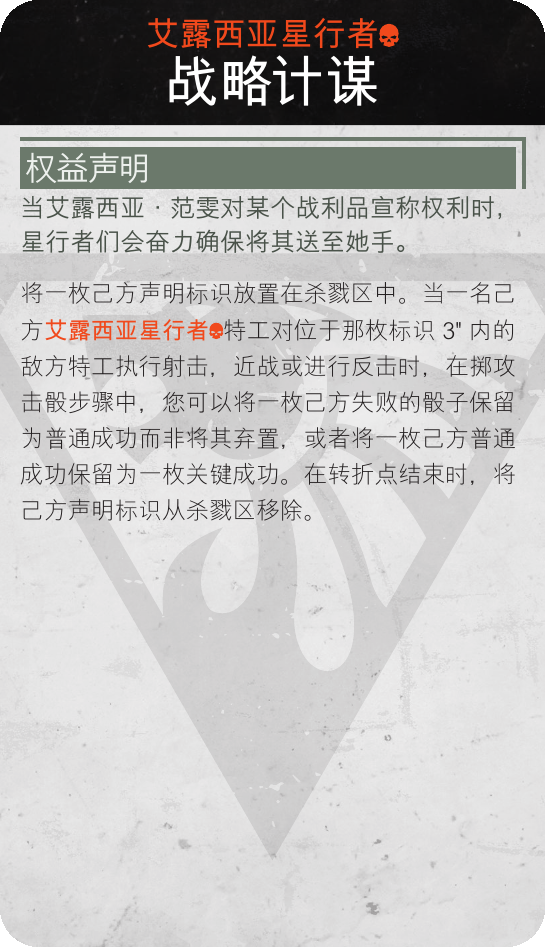 艾露西亚星行者
战略计谋
权益声明
当艾露西亚·范雯对某个战利品宣称权利时，
星行者们会奋力确保将其送至她手。
将一枚己方声明标识放置在杀戮区中。当一名己
方艾露西亚星行者特工对位于那枚标识 3" 内的
敌方特工执行射击，近战或进行反击时，在掷攻
击骰步骤中，您可以将一枚己方失败的骰子保留
为普通成功而非将其弃置，或者将一枚己方普通
成功保留为一枚关键成功。在转折点结束时，将
己方声明标识从杀戮区移除。